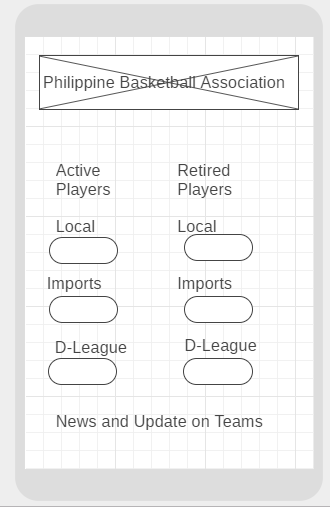 Philippine Basketball Association
Active
Players
Retired
Players
Local
Local
Imports
Imports
D-League
D-League
News and Update on Teams